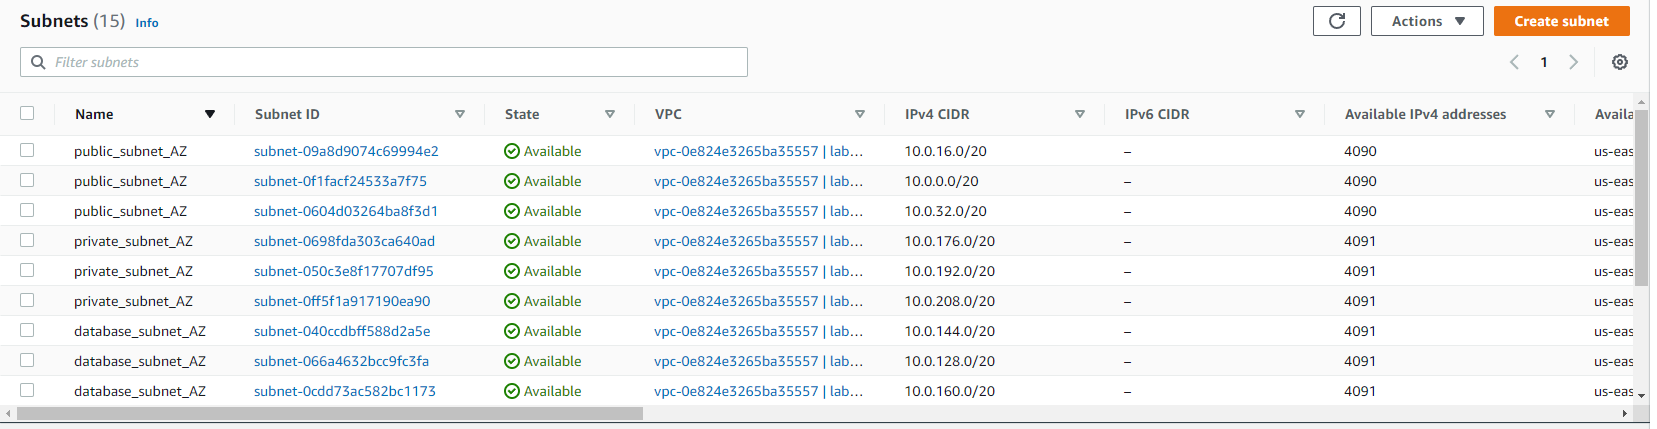 Subnets (15) Info Actions Create subnet
Filter subnets 1
Name Subnet ID State VPC IPv4 CIDR IPv6 CIDR Available IPv4 addresses Availa
public_subnet_AZ subnet-09a8d9074c69994e2 Available vpc-0e824e3265ba35557 | lab… 10.0.16.0/20 – 4090 us-eas
public_subnet_AZ subnet-0f1facf24533a7f75 Available vpc-0e824e3265ba35557 | lab… 10.0.0.0/20 – 4090 us-eas
public_subnet_AZ subnet-0604d03264ba8f3d1 Available vpc-0e824e3265ba35557 | lab… 10.0.32.0/20 – 4090 us-eas
private_subnet_AZ subnet-0698fda303ca640ad Available vpc-0e824e3265ba35557 | lab… 10.0.176.0/20 – 4091 us-eas
private_subnet_AZ subnet-050c3e8f17707df95 Available vpc-0e824e3265ba35557 | lab… 10.0.192.0/20 – 4091 us-eas
private_subnet_AZ subnet-0ff5f1a917190ea90 Available vpc-0e824e3265ba35557 | lab… 10.0.208.0/20 – 4091 us-eas
database_subnet_AZ subnet-040ccdbff588d2a5e Available vpc-0e824e3265ba35557 | lab… 10.0.144.0/20 – 4091 us-eas
database_subnet_AZ subnet-066a4632bcc9fc3fa Available vpc-0e824e3265ba35557 | lab… 10.0.128.0/20 – 4091 us-eas
database_subnet_AZ subnet-0cdd73ac582bc1173 Available vpc-0e824e3265ba35557 | lab… 10.0.160.0/20 – 4091 us-eas